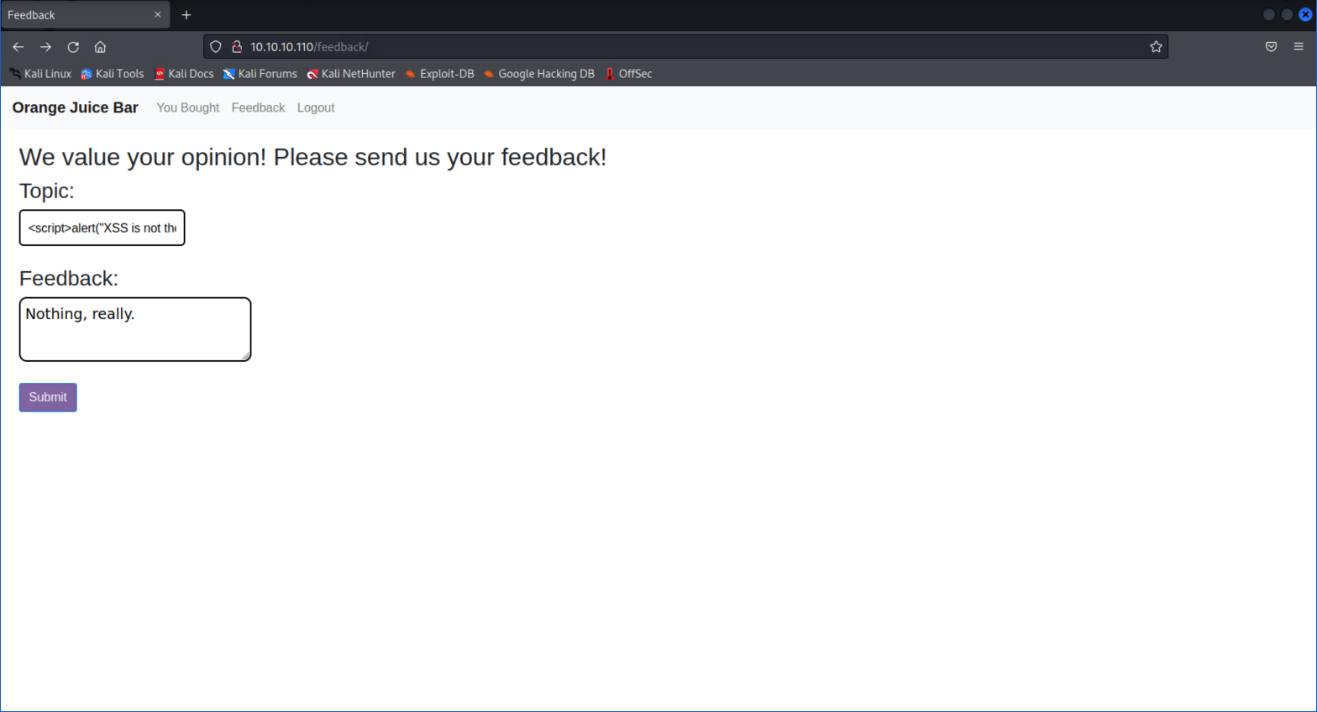 Feedback
10.10.10.110/feedback/
Kali Linux Kali Tools Kali Docs Kali Forums Kali NetHunter Exploit-DB Google Hacking DB OffSec
Orange Juice Bar You Bought Feedback Logout
We value your opinion! Please send us your feedback!
Topic:
<script>alert("XSS is not the
Feedback:
Nothing, really.
Submit